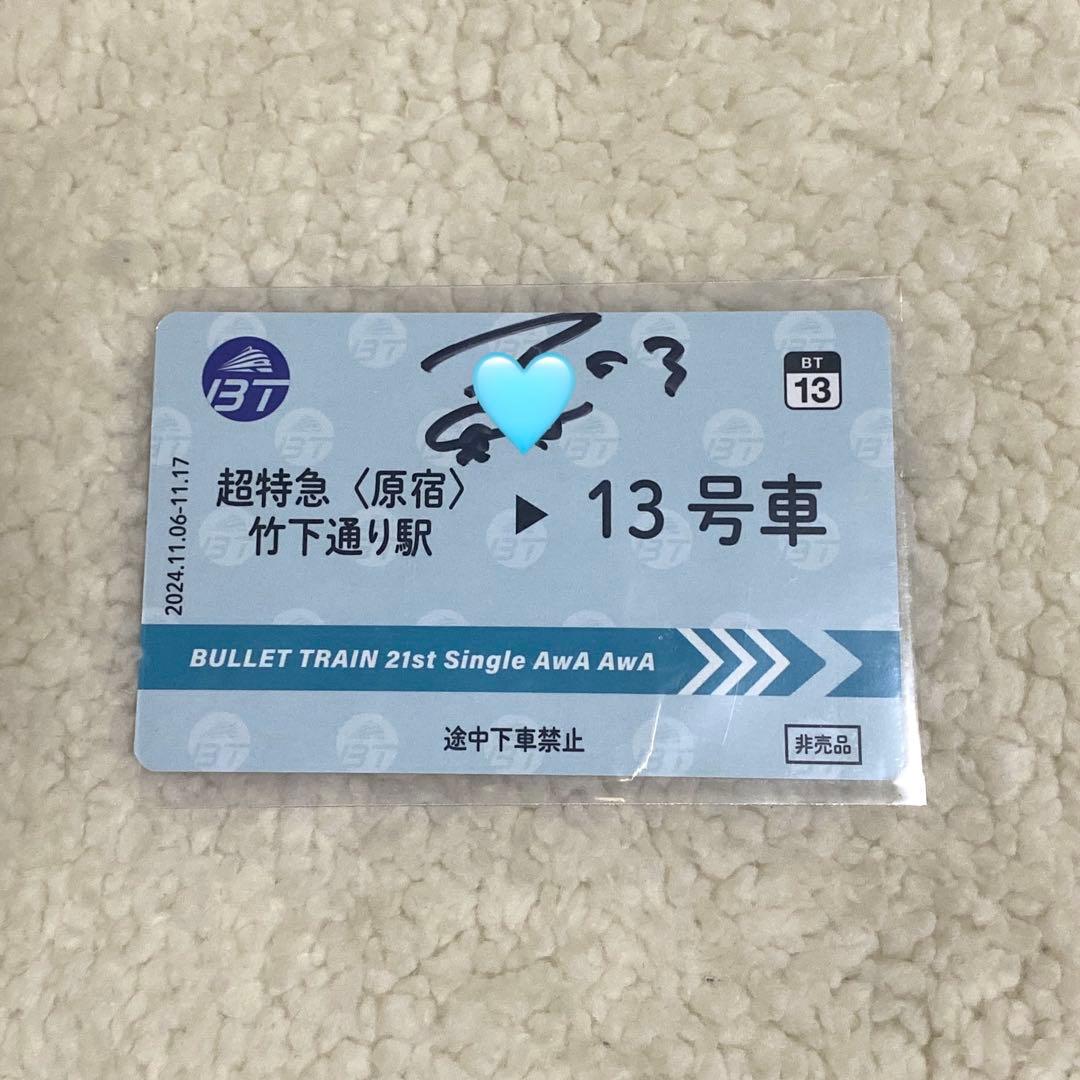 BT
BT
13
2024.11.06-11.17
超特急〈原宿〉
竹下通り駅
▶ 13号車
BULLET TRAIN 21st Single AwA AwA
途中下車禁止
非売品